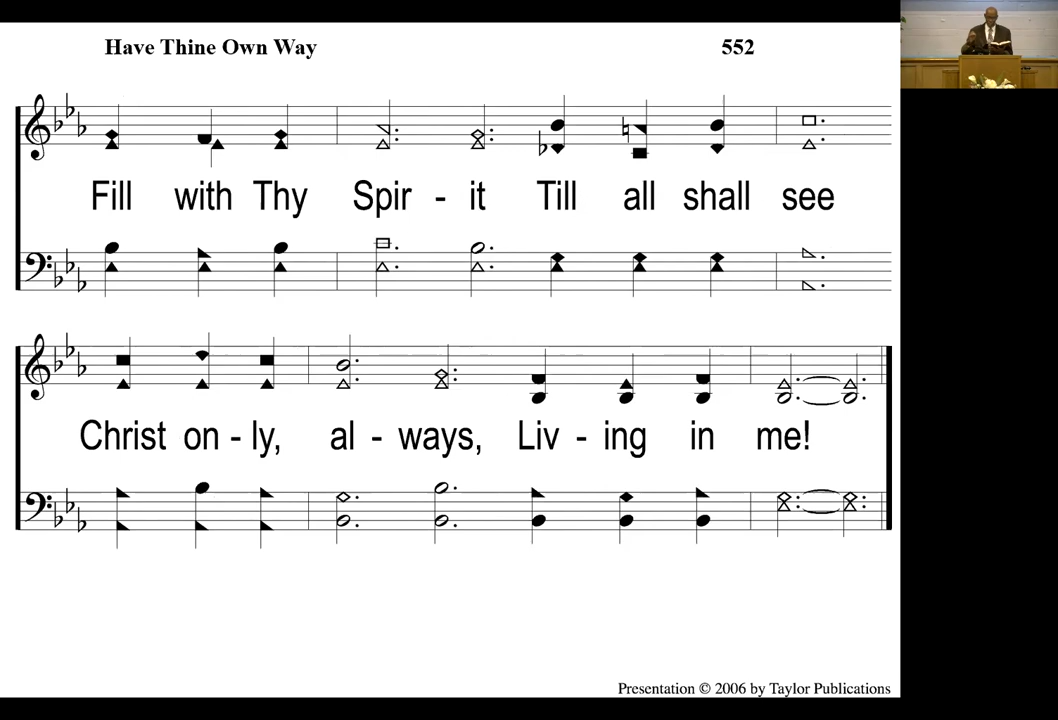 Have Thine Own Way 552
Fill with Thy Spir - it Till all shall see
Christ on - ly, al - ways, Liv - ing in me!
Presentation © 2006 by Taylor Publications